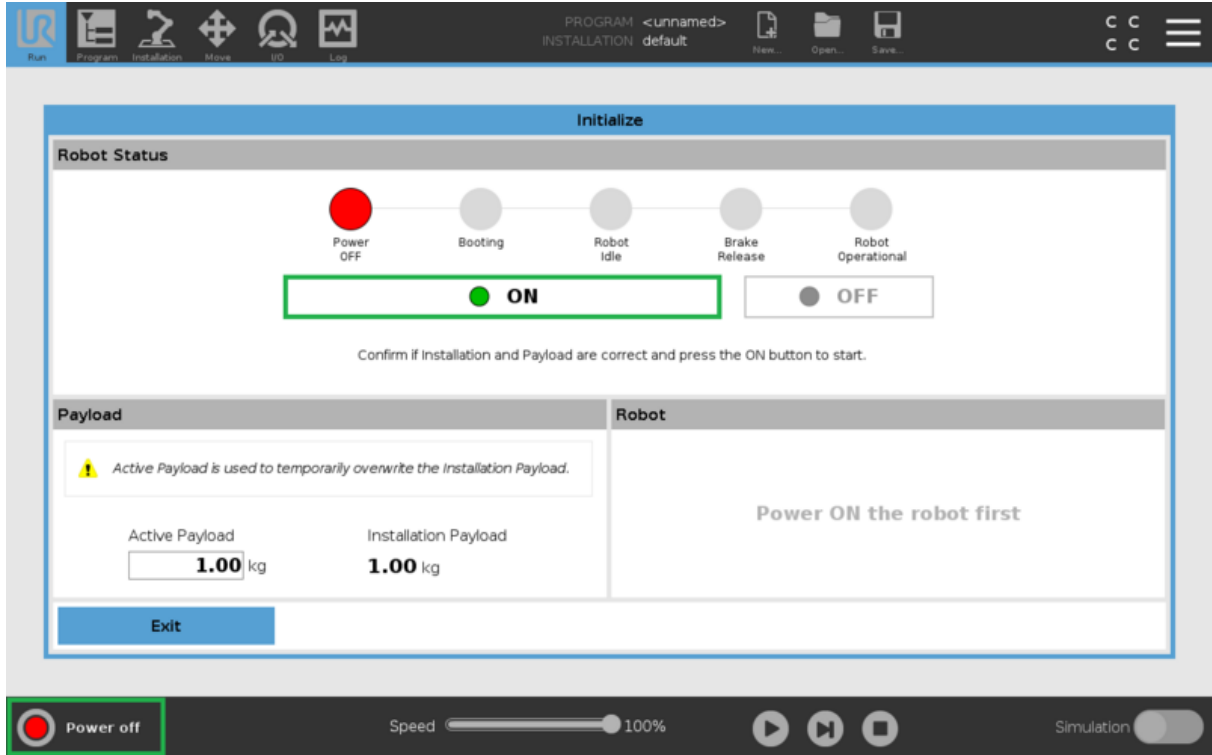 PROGRAM <unnamed>
INSTALLATION default
UR
Run
Program
Installation
Move
I/O
Log
New...
Open...
Save...
C C
C C
Initialize
Robot Status
Power
OFF
Booting
Robot
Idle
Brake
Release
Robot
Operational
ON
OFF
Confirm if Installation and Payload are correct and press the ON button to start.
Payload
Robot
Active Payload is used to temporarily overwrite the Installation Payload.
Power ON the robot first
Active Payload
Installation Payload
1.00 kg
1.00 kg
Exit
Power off
Speed
100%
Simulation